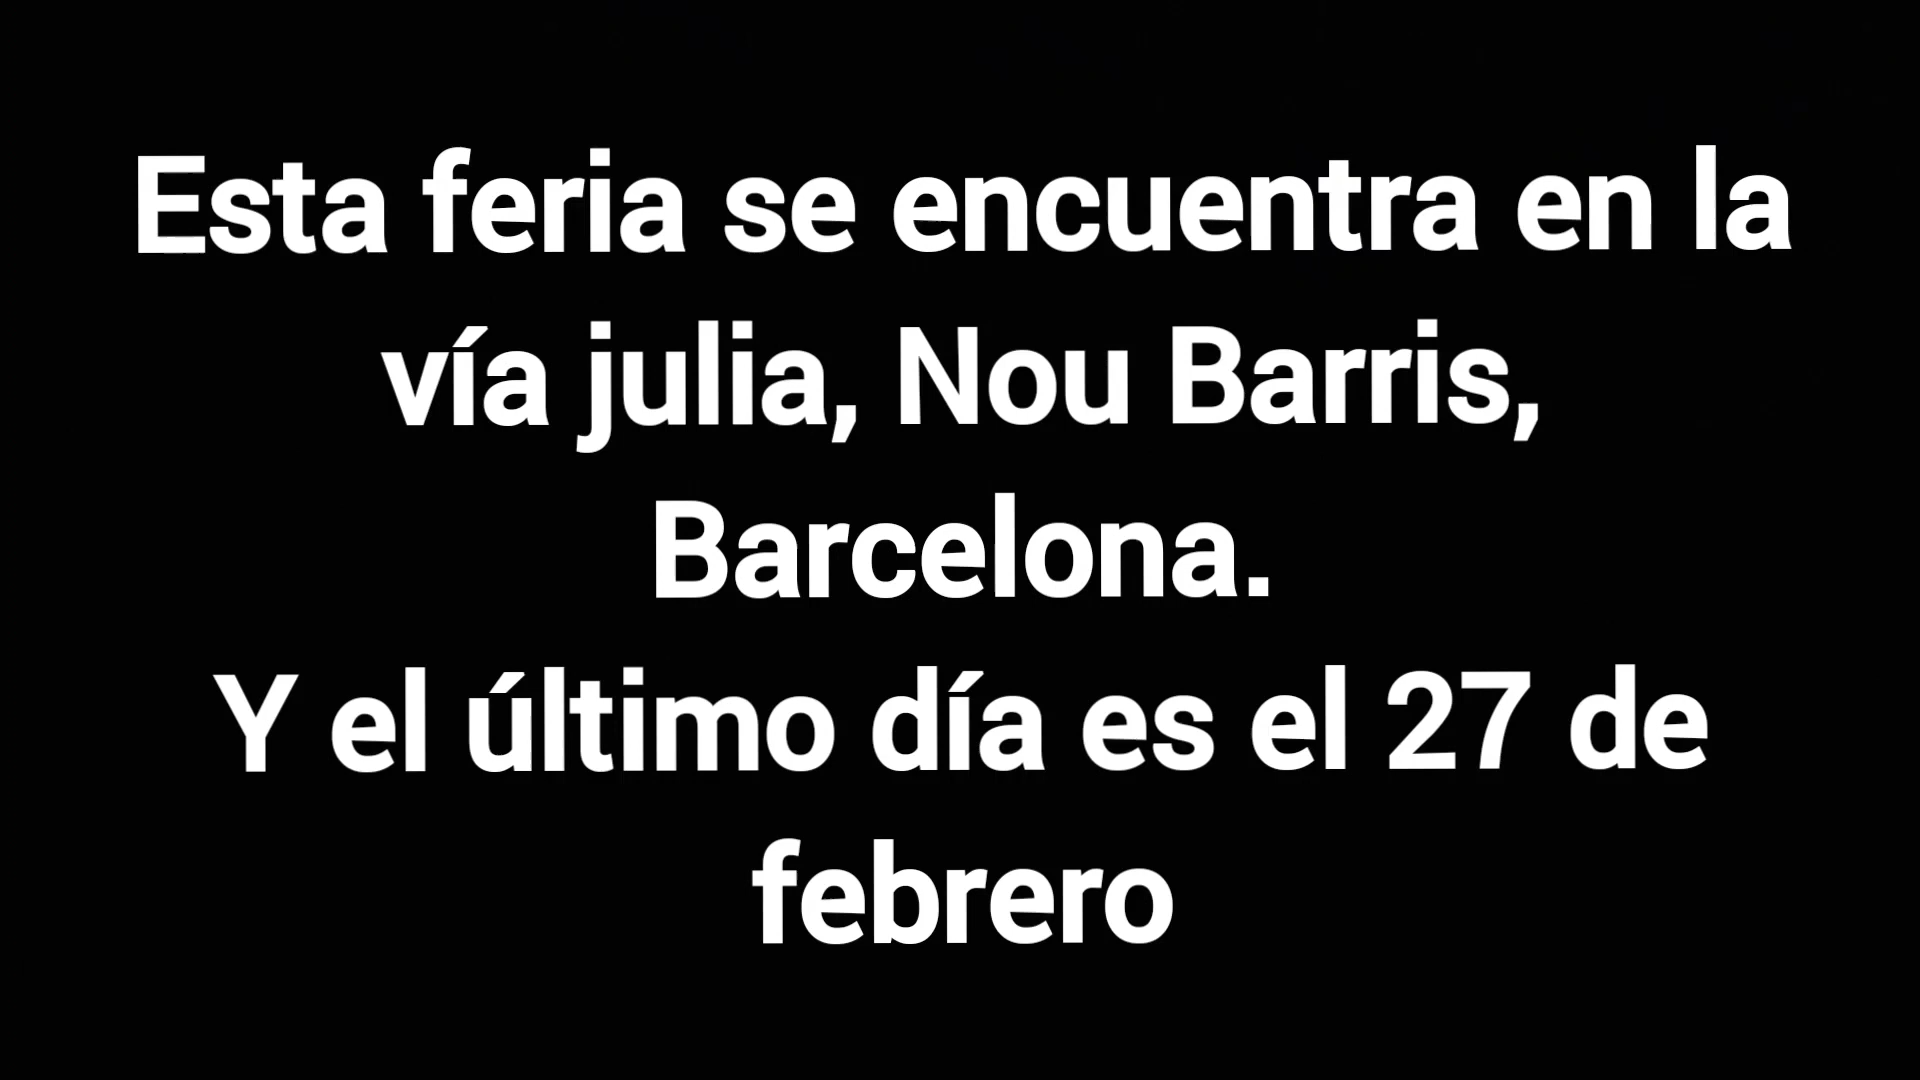 Esta feria se encuentra en la
vía julia, Nou Barris,
Barcelona.
Y el último día es el 27 de
febrero